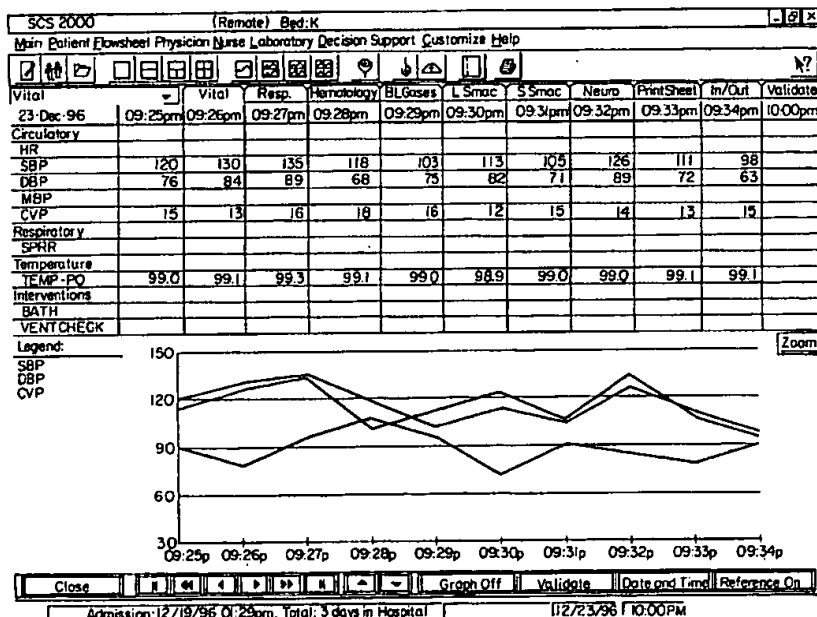 SCS 2000 (Remote) Bed:K
Main Patient Flowsheet Physician Nurse Laboratory Decision Support Customize Help
Vital Vital Resp. Hematology BLGases L Smac S Smac Neuro PrintSheet In/Out Validate
23-Dec-96 09:25pm 09:26pm 09:27pm 09:28pm 09:29pm 09:30pm 09:31pm 09:32pm 09:33pm 09:34pm 10:00pm
Circulatory
HR
SBP 120 130 135 118 103 113 105 126 111 98
DBP 76 84 89 68 75 82 71 89 72 63
MBP
CVP 15 13 16 18 16 12 15 14 13 15
Respiratory
SPRR
Temperature
TEMP-PO 99.0 99.1 99.3 99.1 99.0 98.9 99.0 99.0 99.1 99.1
Interventions
BATH
VENTCHECK
Legend:
SBP
DBP
CVP
Zoom
150
120
90
60
30
09:25p 09:26p 09:27p 09:28p 09:29p 09:30p 09:31p 09:32p 09:33p 09:34p
Close Graph Off Validate Date and Time Reference On
Admission: 12/19/96 01:29pm, Total: 3 days in Hospital 12/23/96 10:00PM